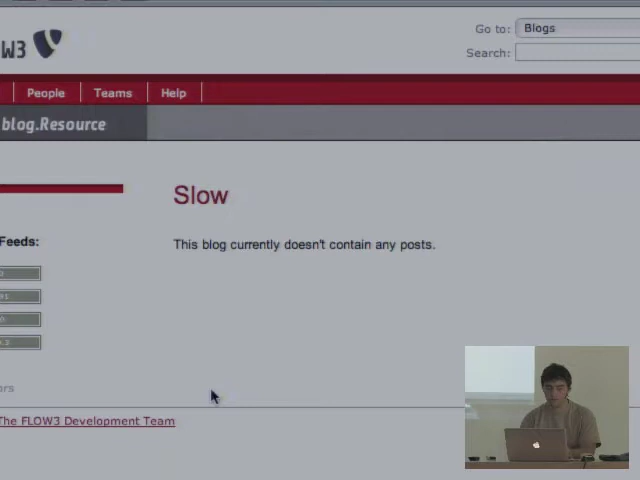 W3
Go to: Blogs
Search:
People Teams Help
blog.Resource
Slow
Feeds:
This blog currently doesn't contain any posts.
The FLOW3 Development Team